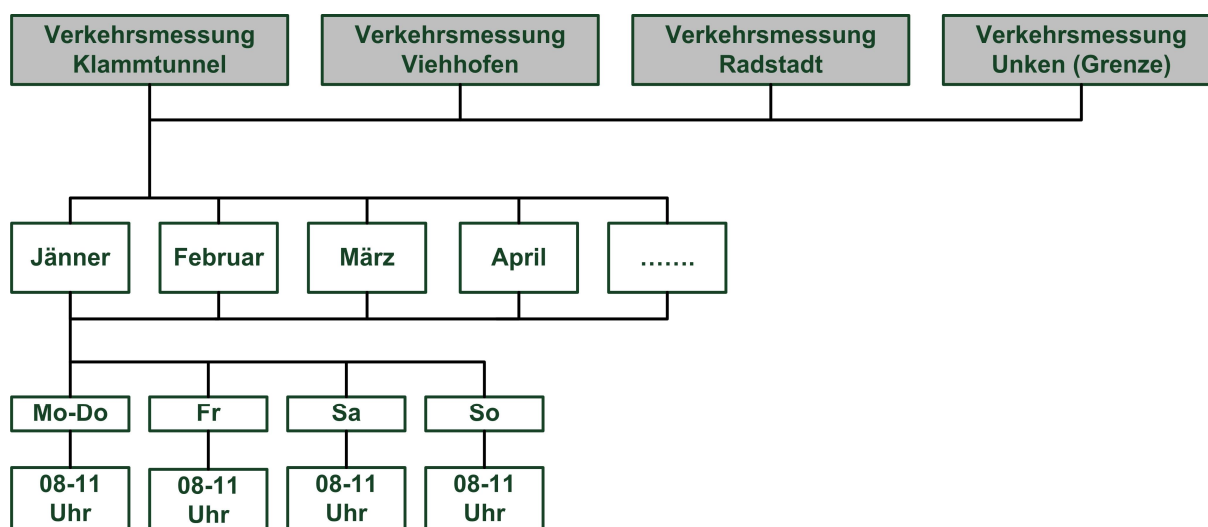 Verkehrsmessung
Klammtunnel
Verkehrsmessung
Viehhofen
Verkehrsmessung
Radstadt
Verkehrsmessung
Unken (Grenze)
Jänner
Februar
März
April
.......
Mo-Do
Fr
Sa
So
08-11
Uhr
08-11
Uhr
08-11
Uhr
08-11
Uhr